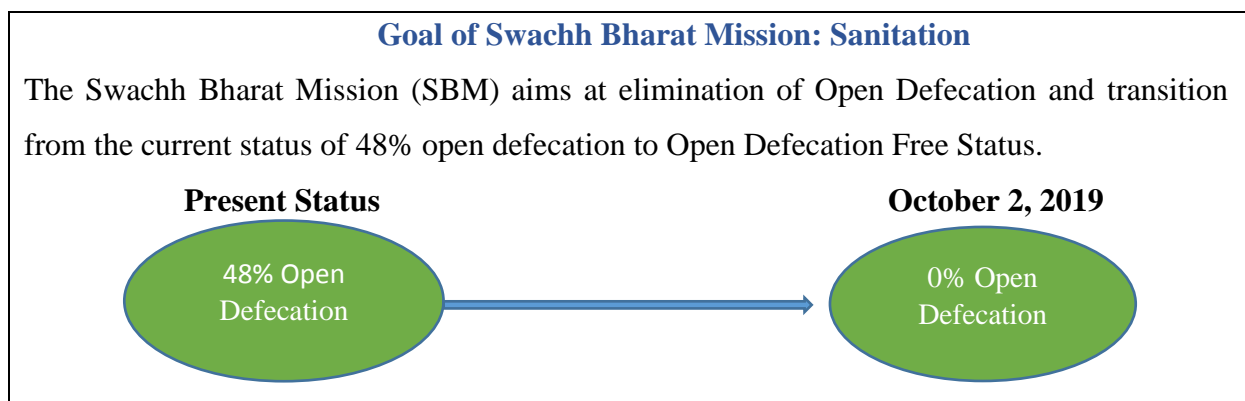 Goal of Swachh Bharat Mission: Sanitation
The Swachh Bharat Mission (SBM) aims at elimination of Open Defecation and transition
from the current status of 48% open defecation to Open Defecation Free Status.
Present Status
October 2, 2019
48% Open
Defecation
0% Open
Defecation